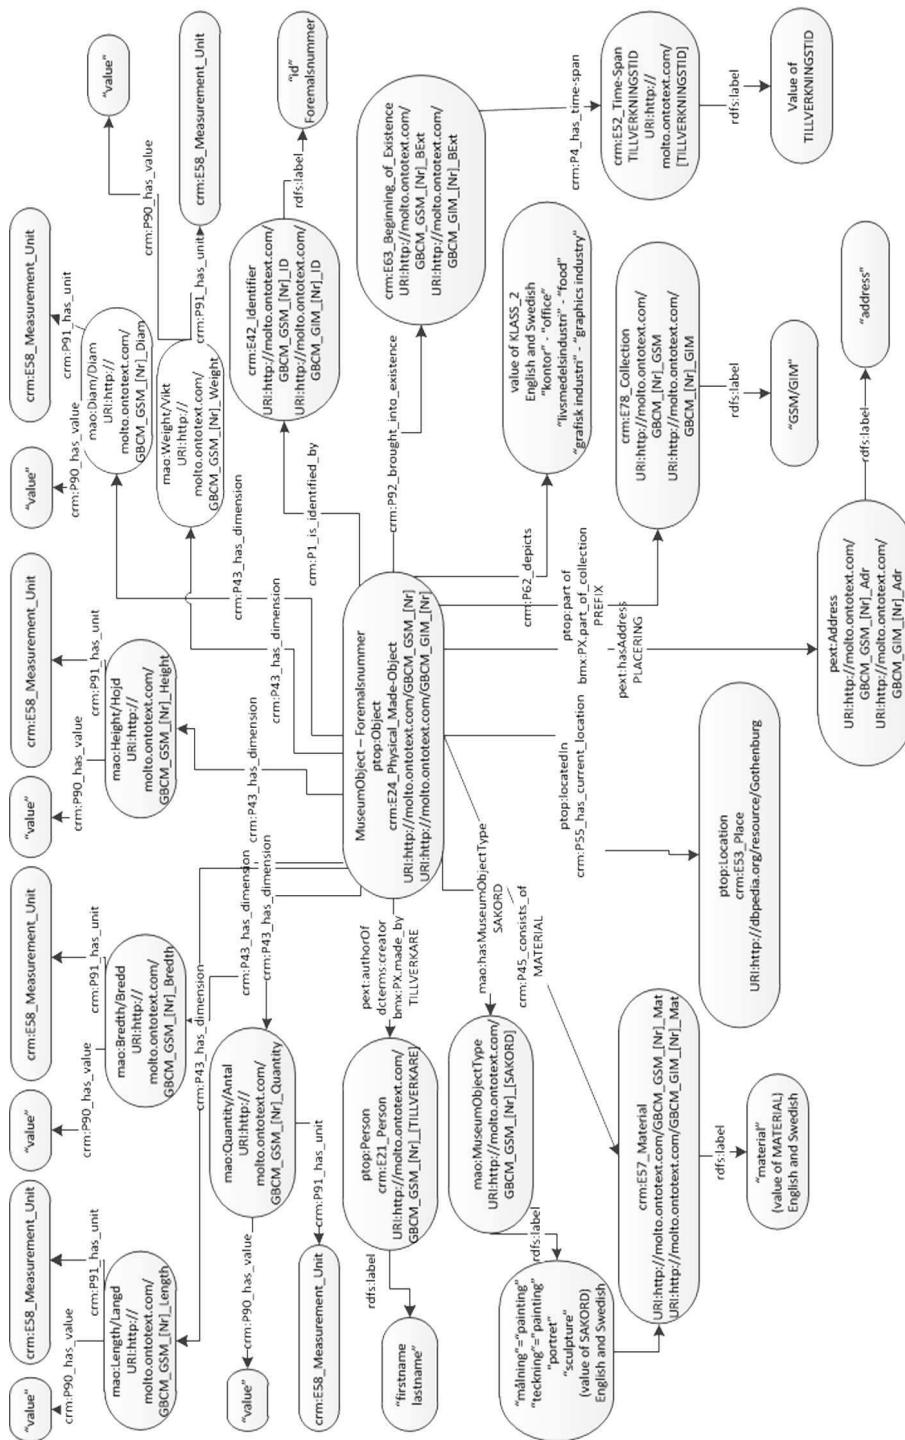 "value"
crm:P90_has_value
crm:E58_Measurement_Unit
crm:P91_has_unit
mao:Length/Langd
URI:http://
molto.ontotext.com/
GBCM_GSM_[Nr]_Length
crm:P43_has_dimension
"value"
crm:P90_has_value
crm:E58_Measurement_Unit
crm:P91_has_unit
mao:Bredth/Bredd
URI:http://
molto.ontotext.com/
GBCM_GSM_[Nr]_Bredth
crm:P43_has_dimension
"value"
crm:P90_has_value
crm:E58_Measurement_Unit
crm:P91_has_unit
mao:Height/Hojd
URI:http://
molto.ontotext.com/
GBCM_GSM_[Nr]_Height
crm:P43_has_dimension
"value"
crm:P90_has_value
crm:E58_Measurement_Unit
crm:P91_has_unit
mao:Diam/Diam
URI:http://
molto.ontotext.com/
GBCM_GSM_[Nr]_Diam
crm:P43_has_dimension
"value"
crm:P90_has_value
crm:E58_Measurement_Unit
crm:P91_has_unit
mao:Weight/Vikt
URI:http://
molto.ontotext.com/
GBCM_GSM_[Nr]_Weight
crm:P43_has_dimension
"value"
crm:P90_has_value
crm:E58_Measurement_Unit
crm:P91_has_unit
mao:Quantity/Antal
URI:http://
molto.ontotext.com/
GBCM_GSM_[Nr]_Quantity
crm:P43_has_dimension
crm:P1_is_identified_by
crm:E42_Identifier
URI:http://molto.ontotext.com/
GBCM_GSM_[Nr]_ID
URI:http://molto.ontotext.com/
GBCM_GIM_[Nr]_ID
rdfs:label
"id"
Foremalsnummer
MuseumObject – Foremalsnummer
ptop:Object
crm:E24_Physical_Made-Object
URI:http://molto.ontotext.com/GBCM_GSM_[Nr]
URI:http://molto.ontotext.com/GBCM_GIM_[Nr]
crm:P92_brought_into_existence
crm:E63_Beginning_of_Existence
URI:http://molto.ontotext.com/
GBCM_GSM_[Nr]_BExt
URI:http://molto.ontotext.com/
GBCM_GIM_[Nr]_BExt
crm:P4_has_time-span
crm:E52_Time-Span
TILLVERKNINGSTID
URI:http://
molto.ontotext.com/
[TILLVERKNINGSTID]
rdfs:label
Value of
TILLVERKNINGSTID
pext:authorOf
dcterms:creator
bmx:PX.made_by
TILLVERKARE
ptop:Person
crm:E21_Person
URI:http://molto.ontotext.com/
GBCM_GSM_[Nr]_[TILLVERKARE]
rdfs:label
"firstname
lastname"
crm:P62_depicts
value of KLASS_2
English and Swedish
"kontor" - "office"
"livsmedelsindustri" - "food"
"grafisk industri" - "graphics industry"
mao:hasMuseumObjectType
SAKORD
mao:MuseumObjectType
URI:http://molto.ontotext.com/
GBCM_GSM_[Nr]_[SAKORD]
rdfs:label
"målning"="painting"
"teckning"="painting"
"portret"
"sculpture"
(value of SAKORD)
English and Swedish
ptop:part of
bmx:PX.part_of_collection
PREFIX
crm:E78_Collection
URI:http://molto.ontotext.com/
GBCM_[Nr]_GSM
URI:http://molto.ontotext.com/
GBCM_[Nr]_GIM
rdfs:label
"GSM/GIM"
crm:P45_consists_of
MATERIAL
crm:E57_Material
URI:http://molto.ontotext.com/GBCM_GSM_[Nr]_Mat
URI:http://molto.ontotext.com/GBCM_GIM_[Nr]_Mat
rdfs:label
"material"
(value of MATERIAL)
English and Swedish
ptop:locatedIn
crm:P55_has_current_location
ptop:Location
crm:E53_Place
URI:http://dbpedia.org/resource/Gothenburg
pext:hasAddress
PLACERING
pext:Address
URI:http://molto.ontotext.com/
GBCM_GSM_[Nr]_Adr
URI:http://molto.ontotext.com/
GBCM_GIM_[Nr]_Adr
rdfs:label
"address"